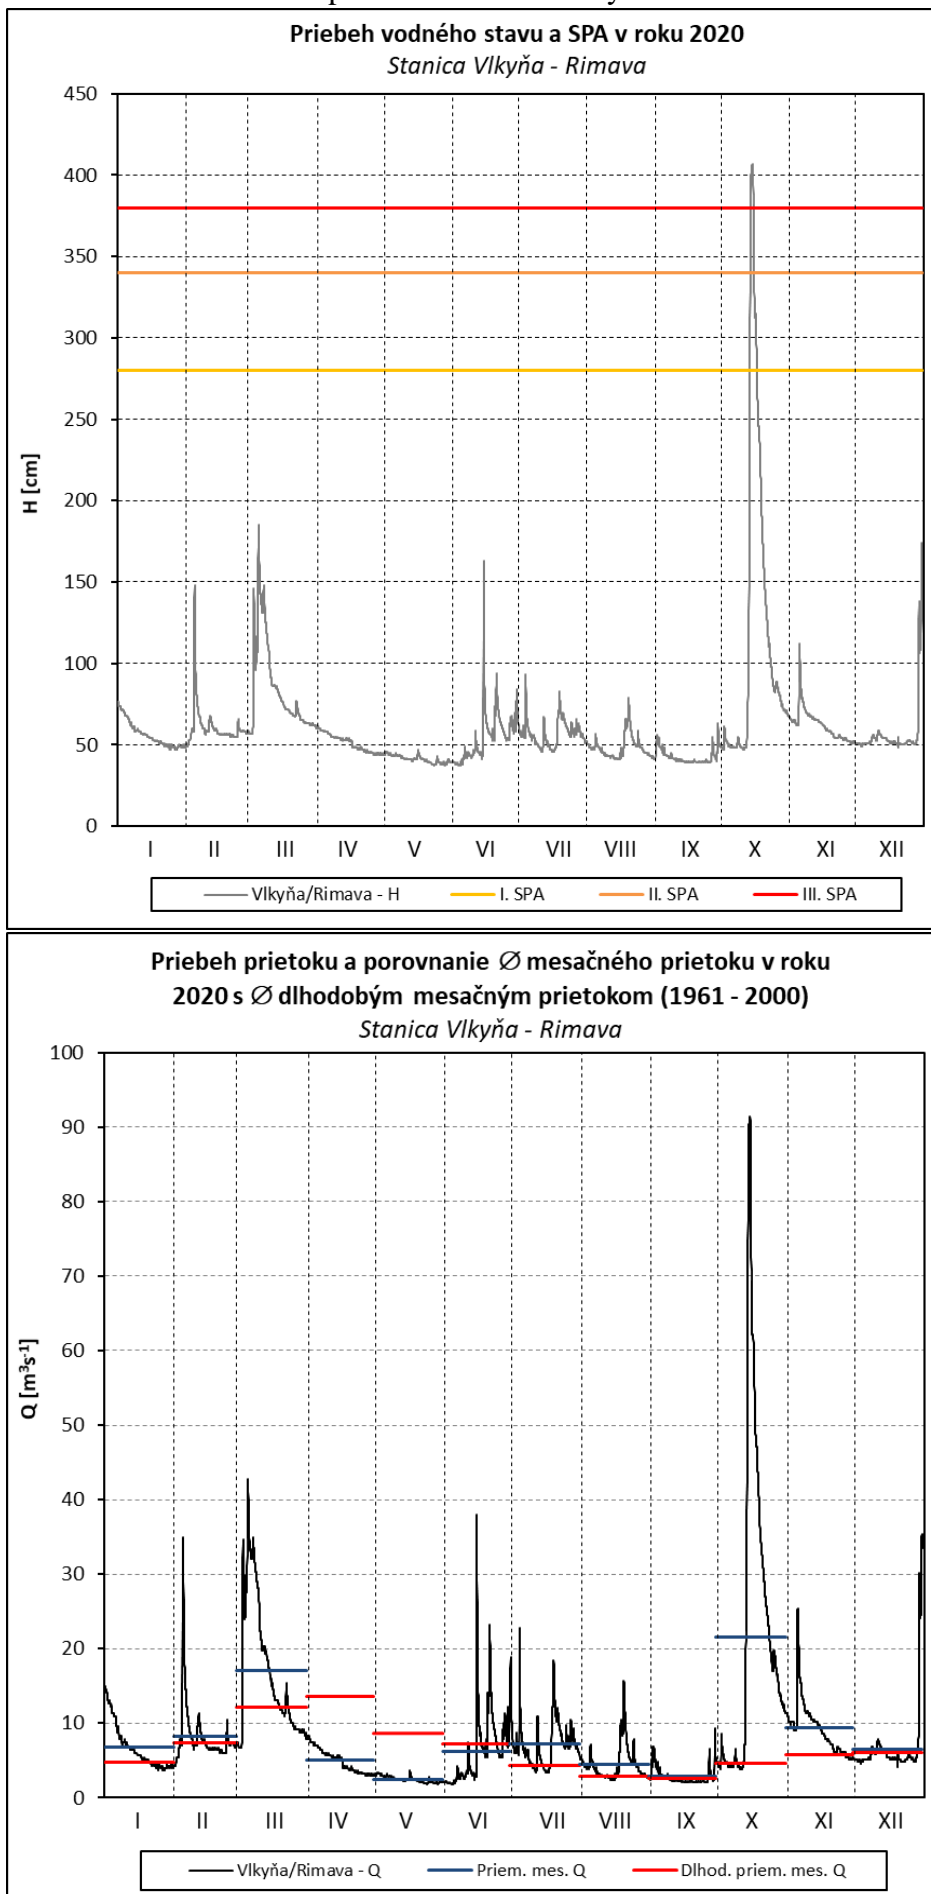 Priebeh vodného stavu a SPA v roku 2020
Stanica Vlkyňa - Rimava
H [cm]
450
400
350
300
250
200
150
100
50
0
I II III IV V VI VII VIII IX X XI XII
Vlkyňa/Rimava - H I. SPA II. SPA III. SPA
Priebeh prietoku a porovnanie Ø mesačného prietoku v roku
2020 s Ø dlhodobým mesačným prietokom (1961 - 2000)
Stanica Vlkyňa - Rimava
Q [m³s⁻¹]
100
90
80
70
60
50
40
30
20
10
0
I II III IV V VI VII VIII IX X XI XII
Vlkyňa/Rimava - Q Priem. mes. Q Dlhod. priem. mes. Q